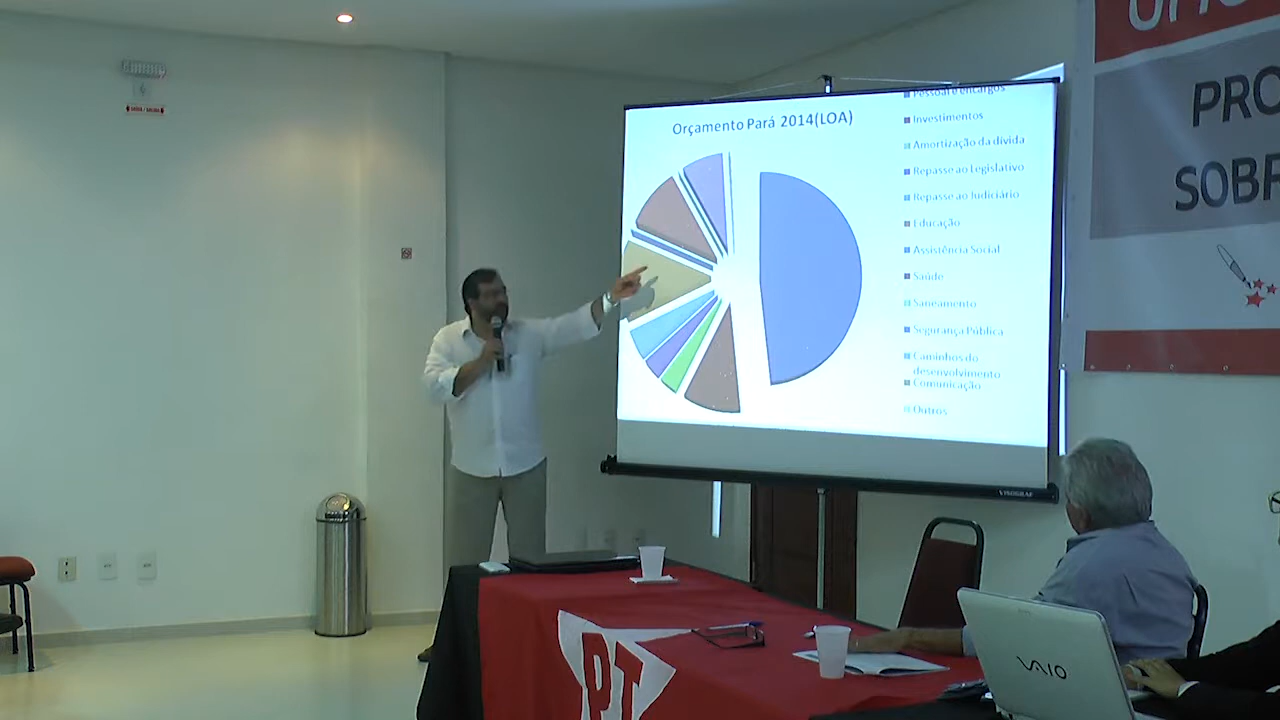 Orçamento Pará 2014(LOA)
Pessoal e encargos
Investimentos
Amortização da dívida
Repasse ao Legislativo
Repasse ao Judiciário
Educação
Assistência Social
Saúde
Saneamento
Segurança Pública
Caminhos do
desenvolvimento
Comunicação
Outros
VISOGRAF
PRO
SOBR
PT
VAIO